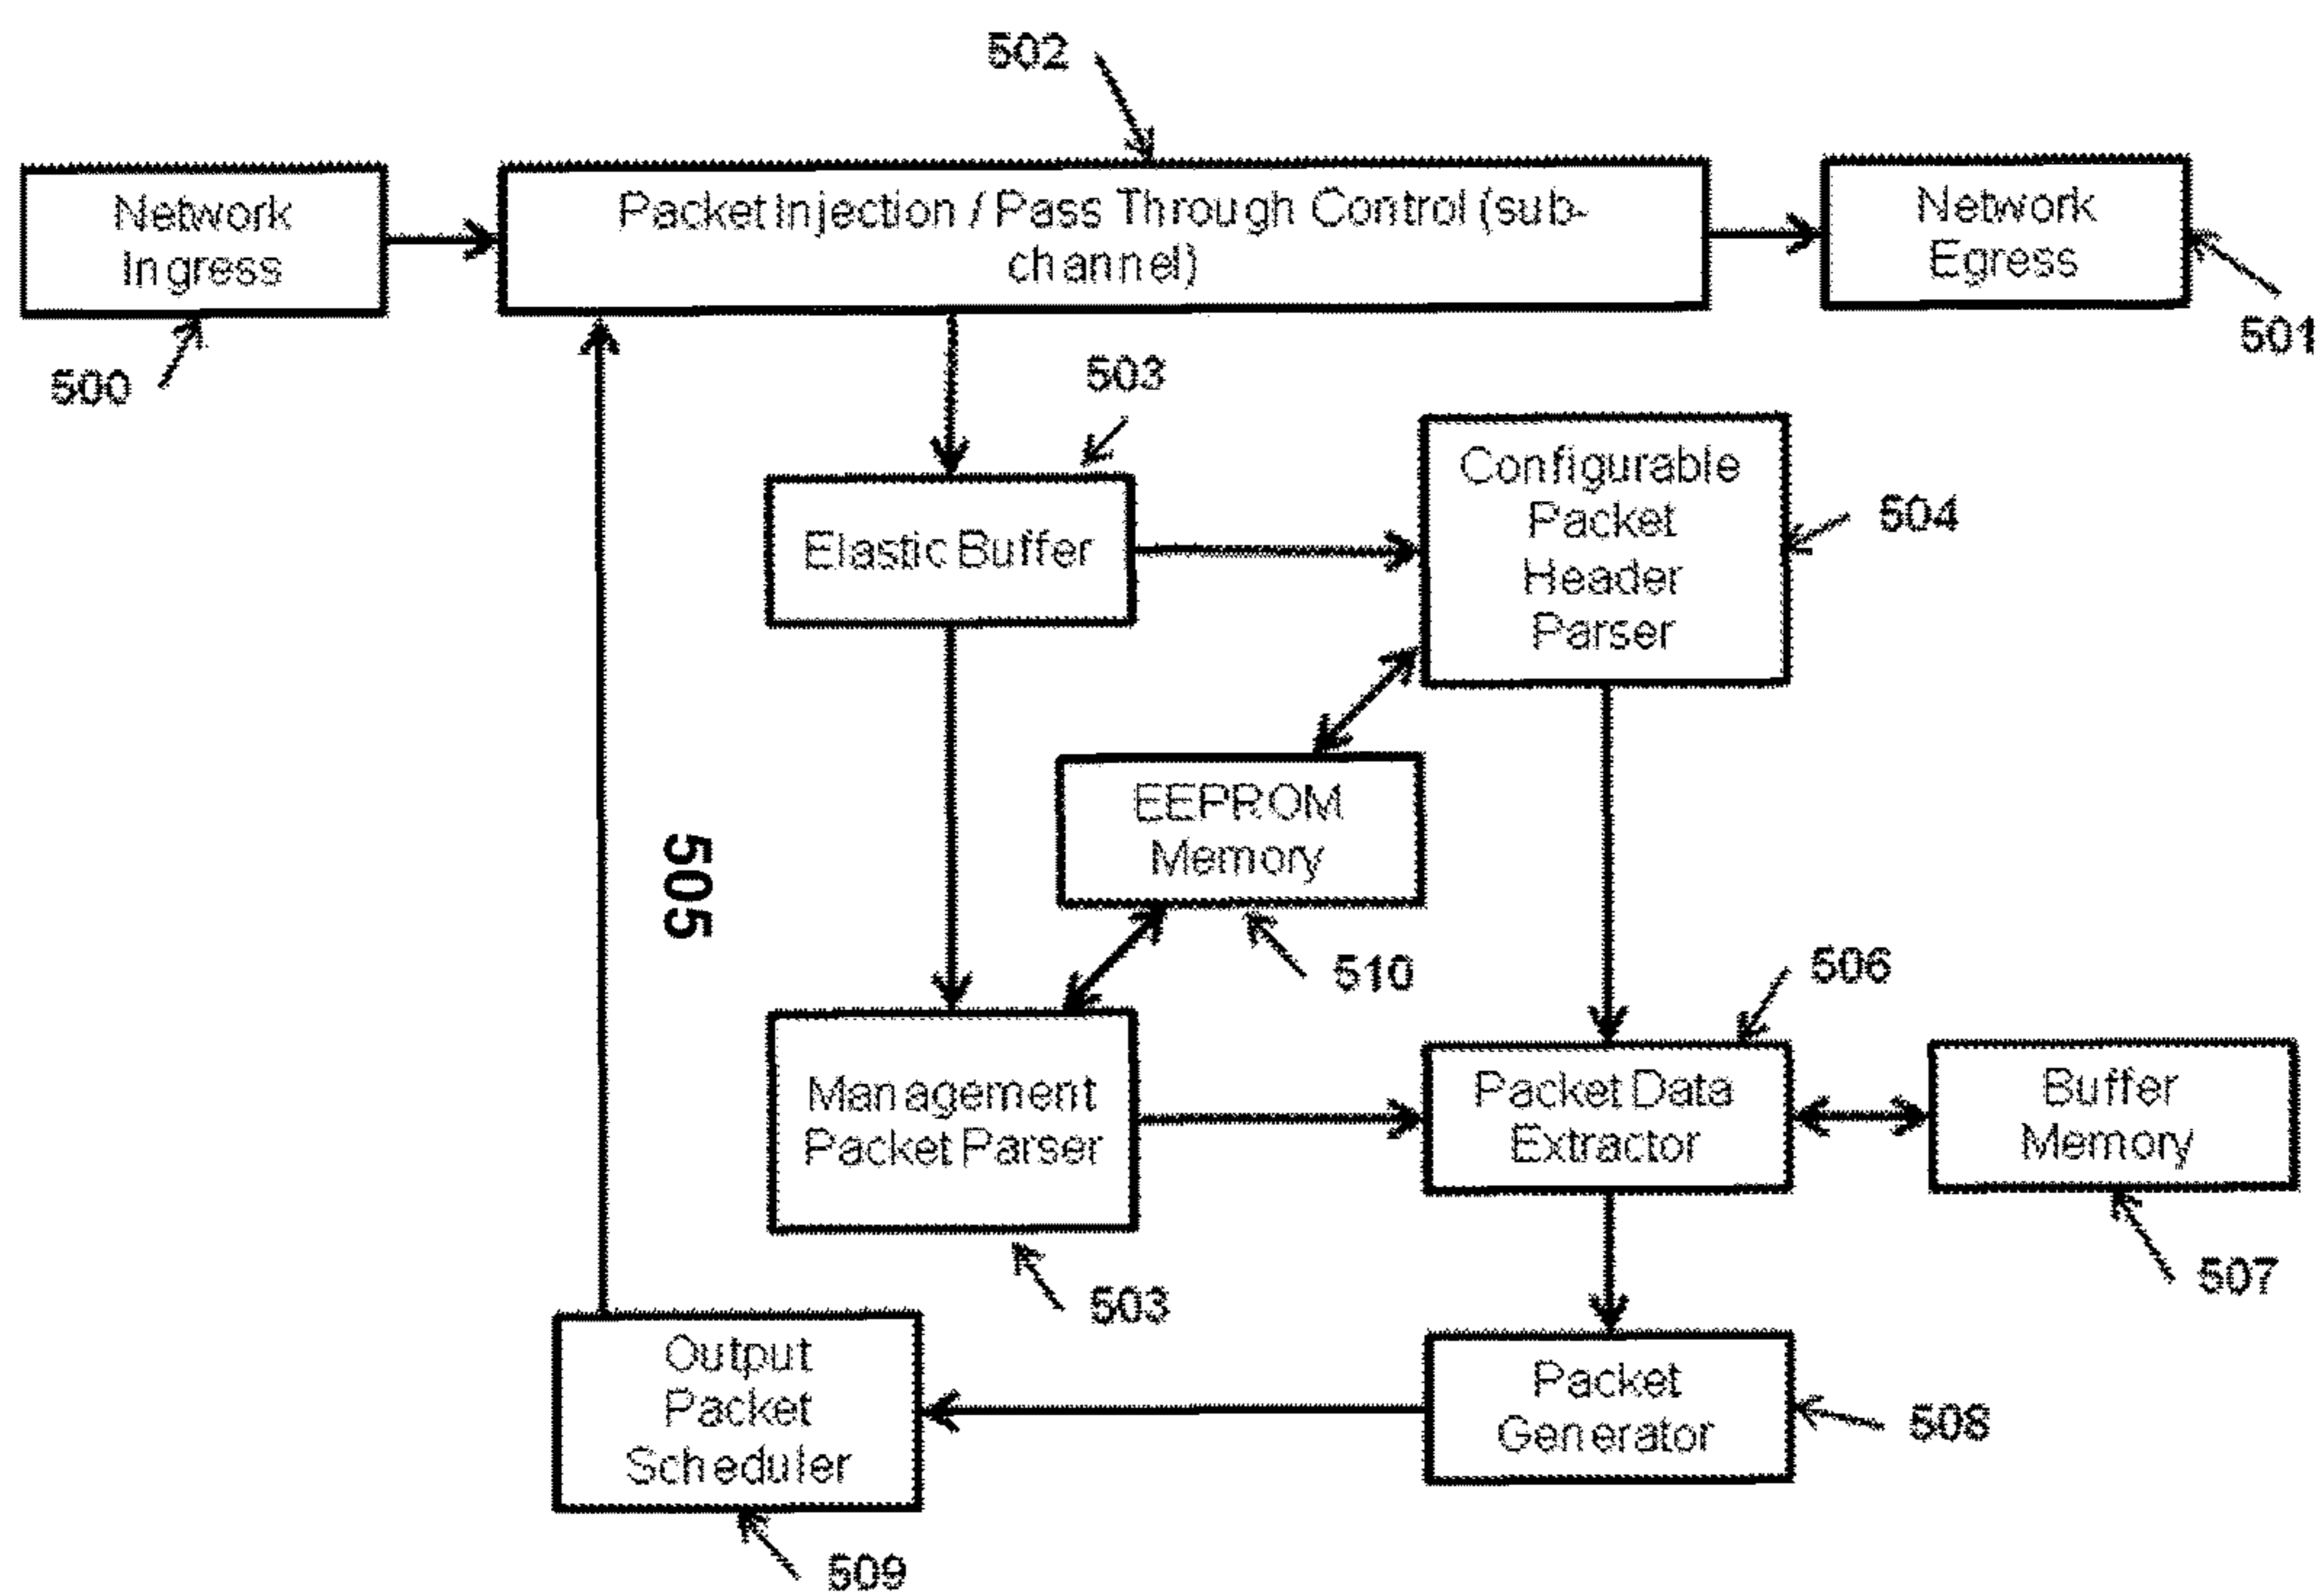 502
Network
Ingress
Packet Injection / Pass Through Control (sub-
channel)
Network
Egress
500
501
503
Elastic Buffer
Configurable
Packet
Header
Parser
504
EEPROM
Memory
505
510
506
Management
Packet Parser
Packet Data
Extractor
Buffer
Memory
503
507
Output
Packet
Scheduler
Packet
Generator
508
509